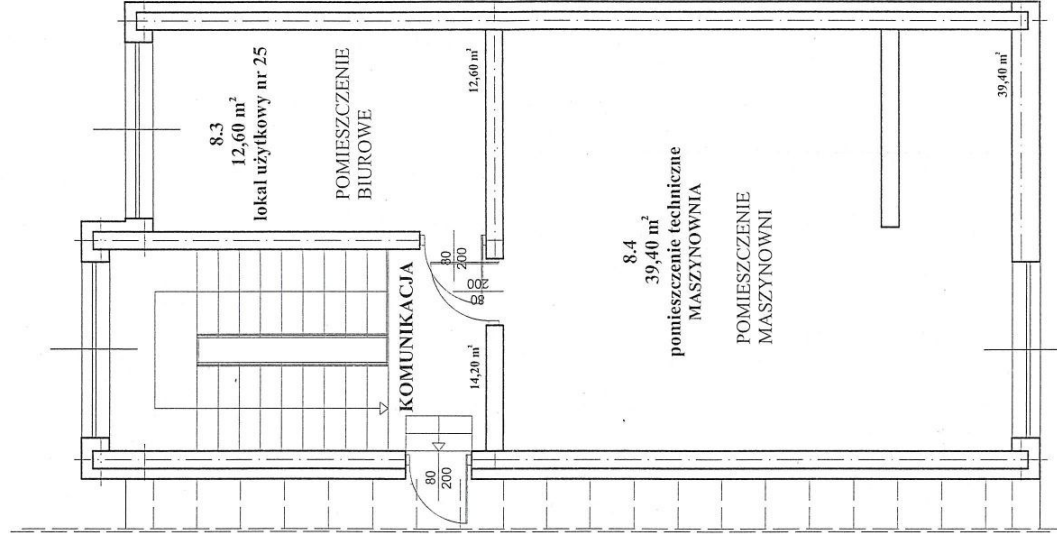 8.3
12,60 m²
lokal użytkowy nr 25
POMIESZCZENIE
BIUROWE
12,60 m²
80
200
80
200
KOMUNIKACJA
14,20 m²
80
200
8.4
39,40 m²
pomieszczenie techniczne
MASZYNOWNIA
POMIESZCZENIE
MASZYNOWNI
39,40 m²